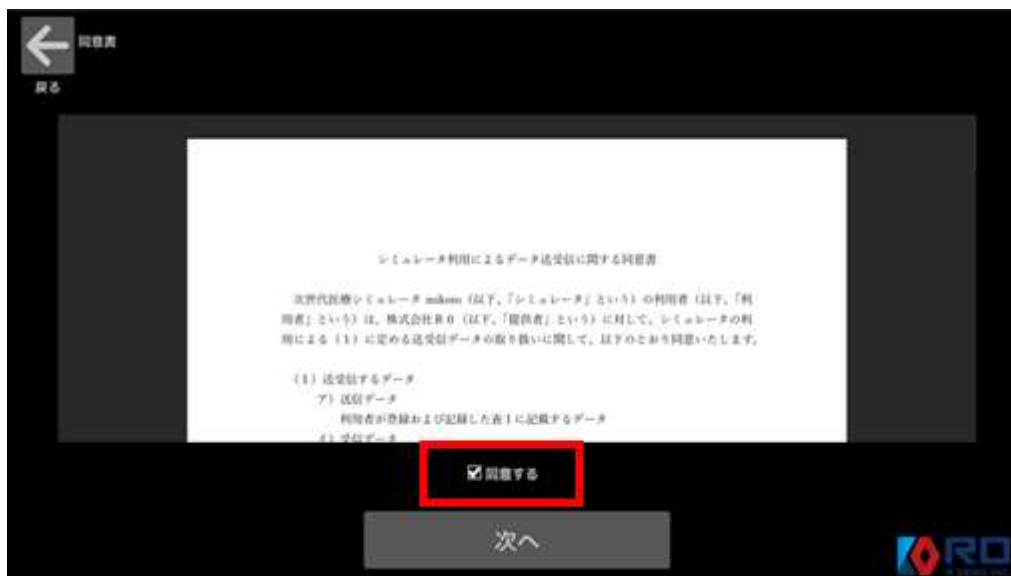 同意書
戻る
シミュレータ利用によるデータ送受信に関する同意書
次世代医療シミュレータ mikoto（以下、「シミュレータ」という）の利用者（以下、「利
用者」という）は、株式会社R0（以下、「提供者」という）に対して、シミュレータの利
用による（1）に定める送受信データの取り扱いに関して、以下のとおり同意いたします。
（1）送受信するデータ
ア）送信データ
利用者が登録および記録した表1に記載するデータ
イ）受信データ
同意する
次へ
RO